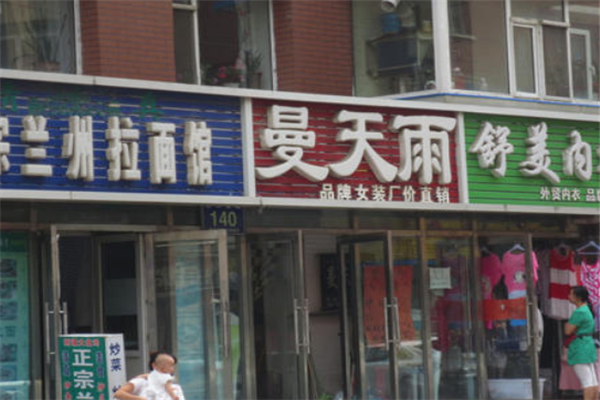 兰州拉面馆
曼天雨
品牌女装厂价直销
舒美内
外贸内衣 品
140
正宗
炒菜